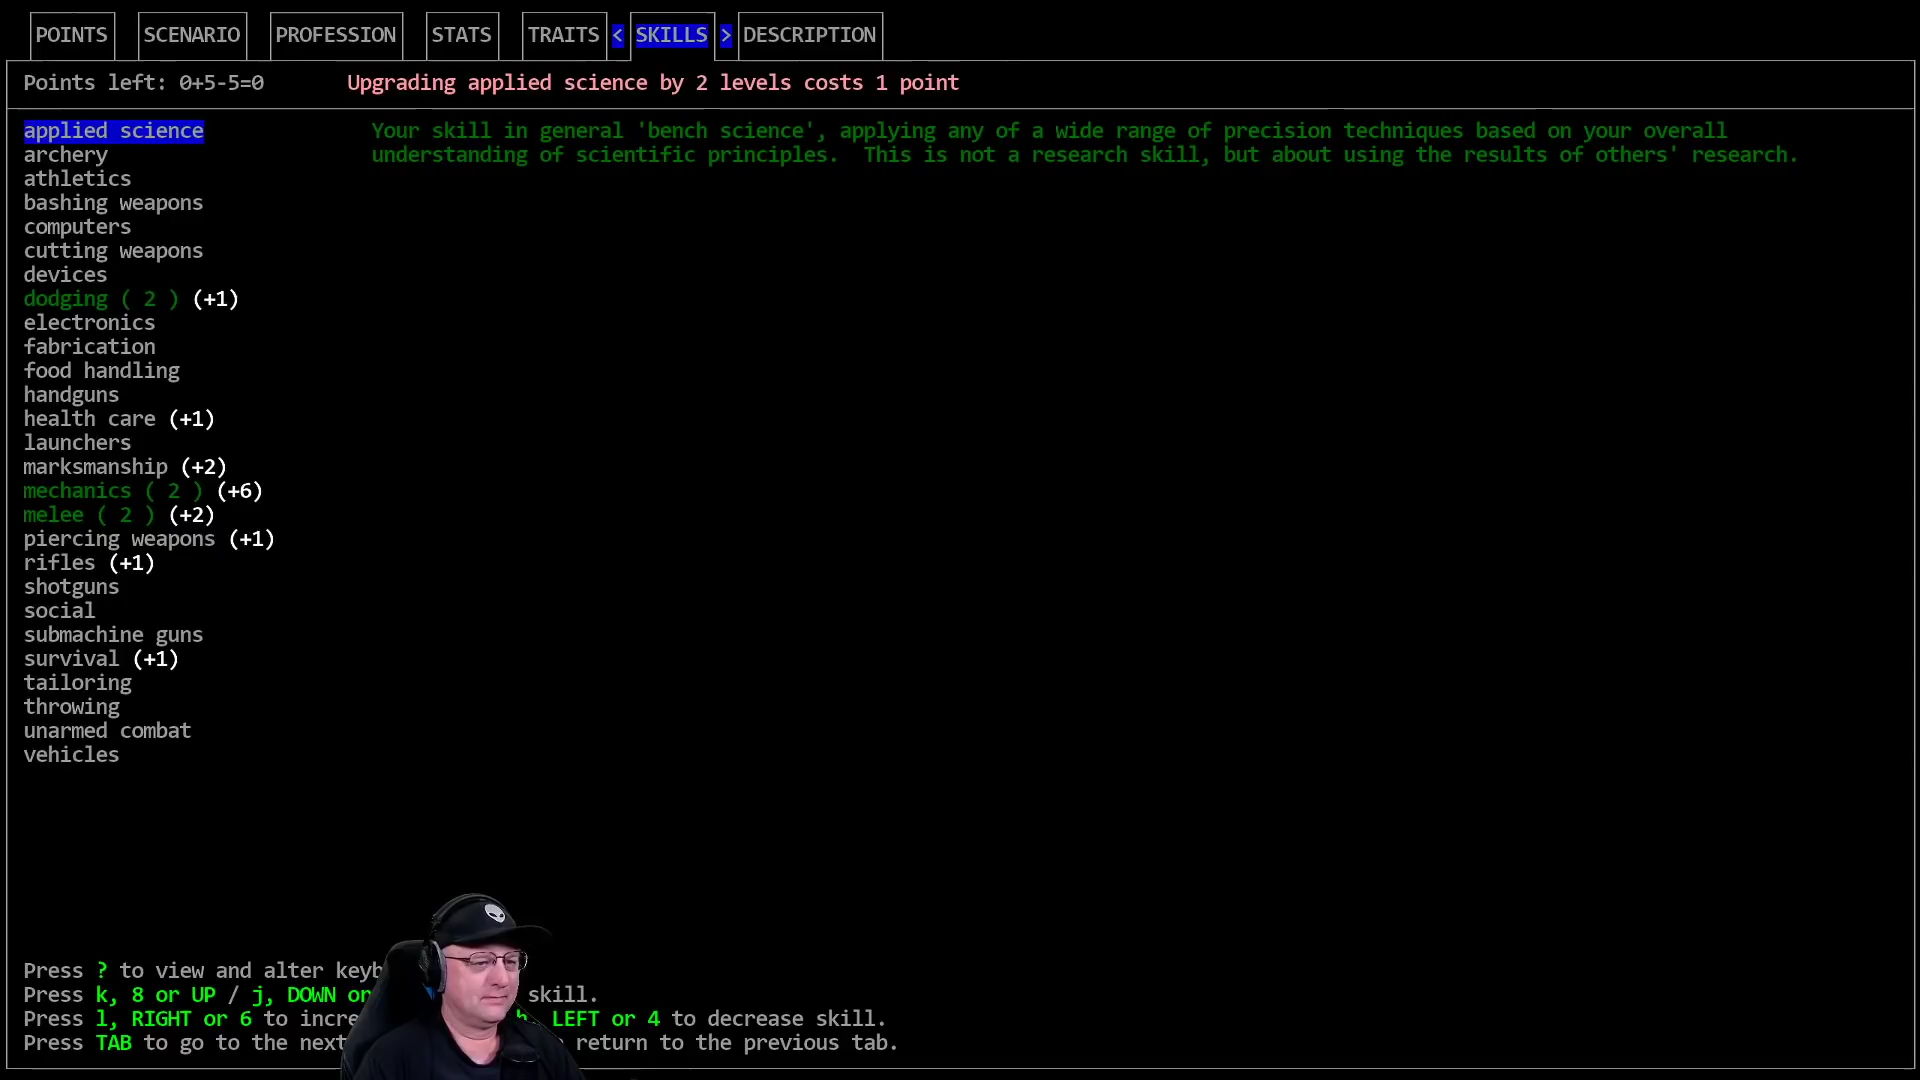 POINTS SCENARIO PROFESSION STATS TRAITS < SKILLS > DESCRIPTION
Points left: 0+5-5=0 Upgrading applied science by 2 levels costs 1 point
applied science
Your skill in general 'bench science', applying any of a wide range of precision techniques based on your overall
understanding of scientific principles. This is not a research skill, but about using the results of others' research.
archery
athletics
bashing weapons
computers
cutting weapons
devices
dodging ( 2 ) (+1)
electronics
fabrication
food handling
handguns
health care (+1)
launchers
marksmanship (+2)
mechanics ( 2 ) (+6)
melee ( 2 ) (+2)
piercing weapons (+1)
rifles (+1)
shotguns
social
submachine guns
survival (+1)
tailoring
throwing
unarmed combat
vehicles
Press ? to view and alter
Press k, 8 or UP / j, DOWN skill.
Press l, RIGHT or 6 to LEFT or 4 to decrease skill.
Press TAB to go to the next return to the previous tab.